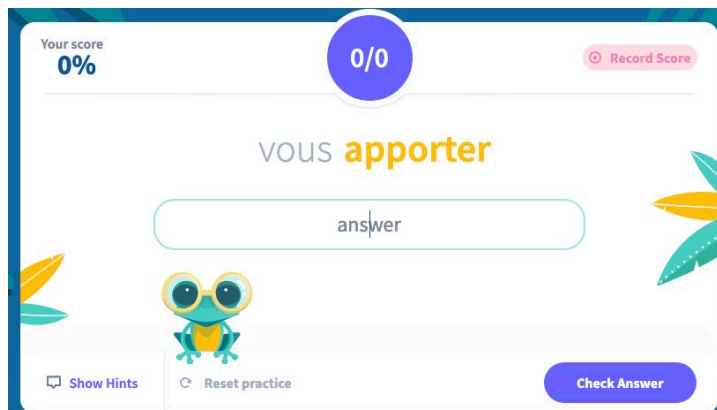 Your score
0%
0/0
Record Score
vous apporter
answer
Show Hints
Reset practice
Check Answer